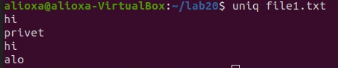 alioxa@alioxa-VirtualBox:~/lab20$ uniq file1.txt
hi
privet
hi
alo